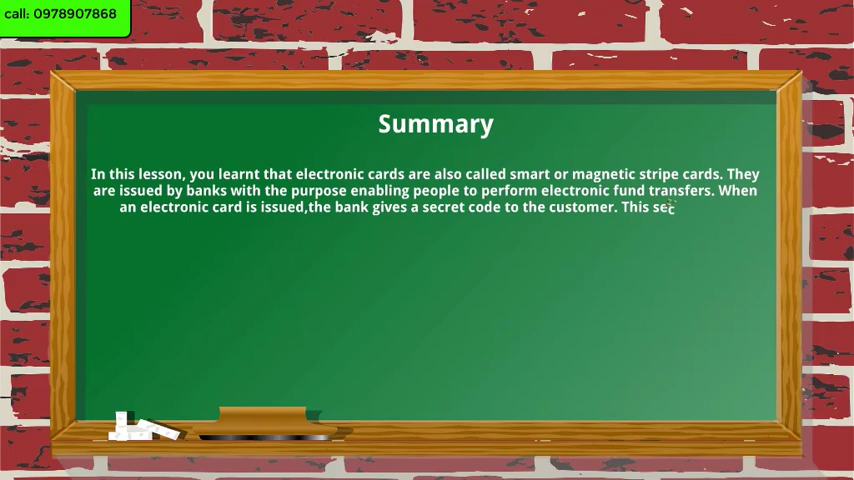 call: 0978907868
Summary
In this lesson, you learnt that electronic cards are also called smart or magnetic stripe cards. They
are issued by banks with the purpose enabling people to perform electronic fund transfers. When
an electronic card is issued,the bank gives a secret code to the customer. This sec